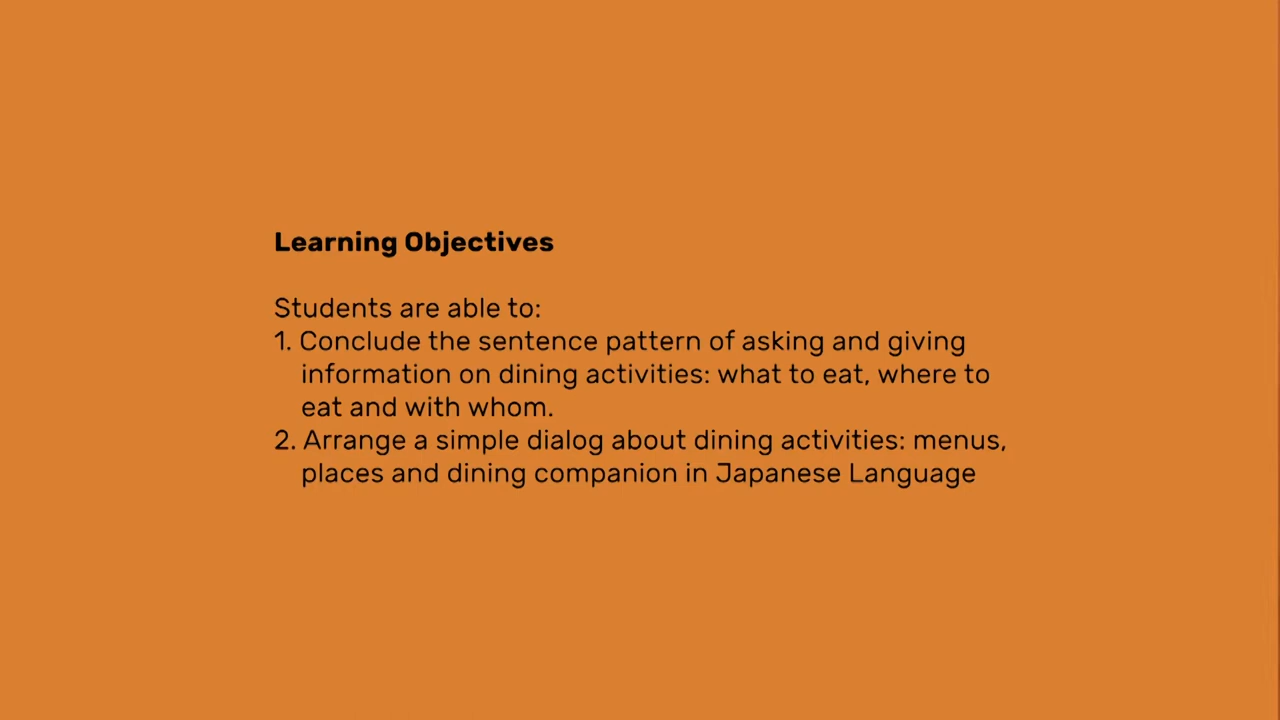 Learning Objectives
Students are able to:
1. Conclude the sentence pattern of asking and giving
information on dining activities: what to eat, where to
eat and with whom.
2. Arrange a simple dialog about dining activities: menus,
places and dining companion in Japanese Language